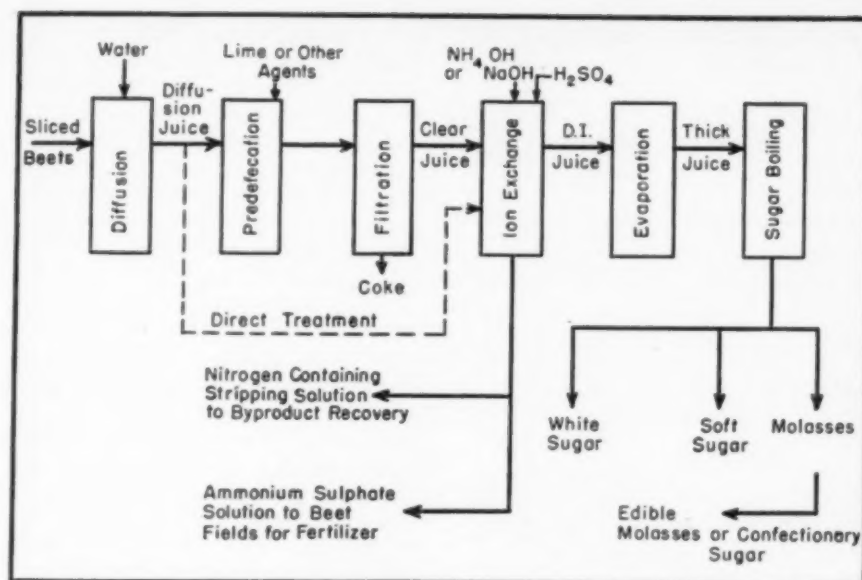 Water
Lime or Other
Agents
NH4 OH
or NaOH
H2SO4
Sliced
Beets
Diffusion
Diffu-
sion
Juice
Predefecation
Filtration
Clear
Juice
Ion Exchange
D.I.
Juice
Evaporation
Thick
Juice
Sugar Boiling
Coke
Direct Treatment
Nitrogen Containing
Stripping Solution
to Byproduct Recovery
White
Sugar
Soft
Sugar
Molasses
Ammonium Sulphate
Solution to Beet
Fields for Fertilizer
Edible
Molasses or Confectionary
Sugar